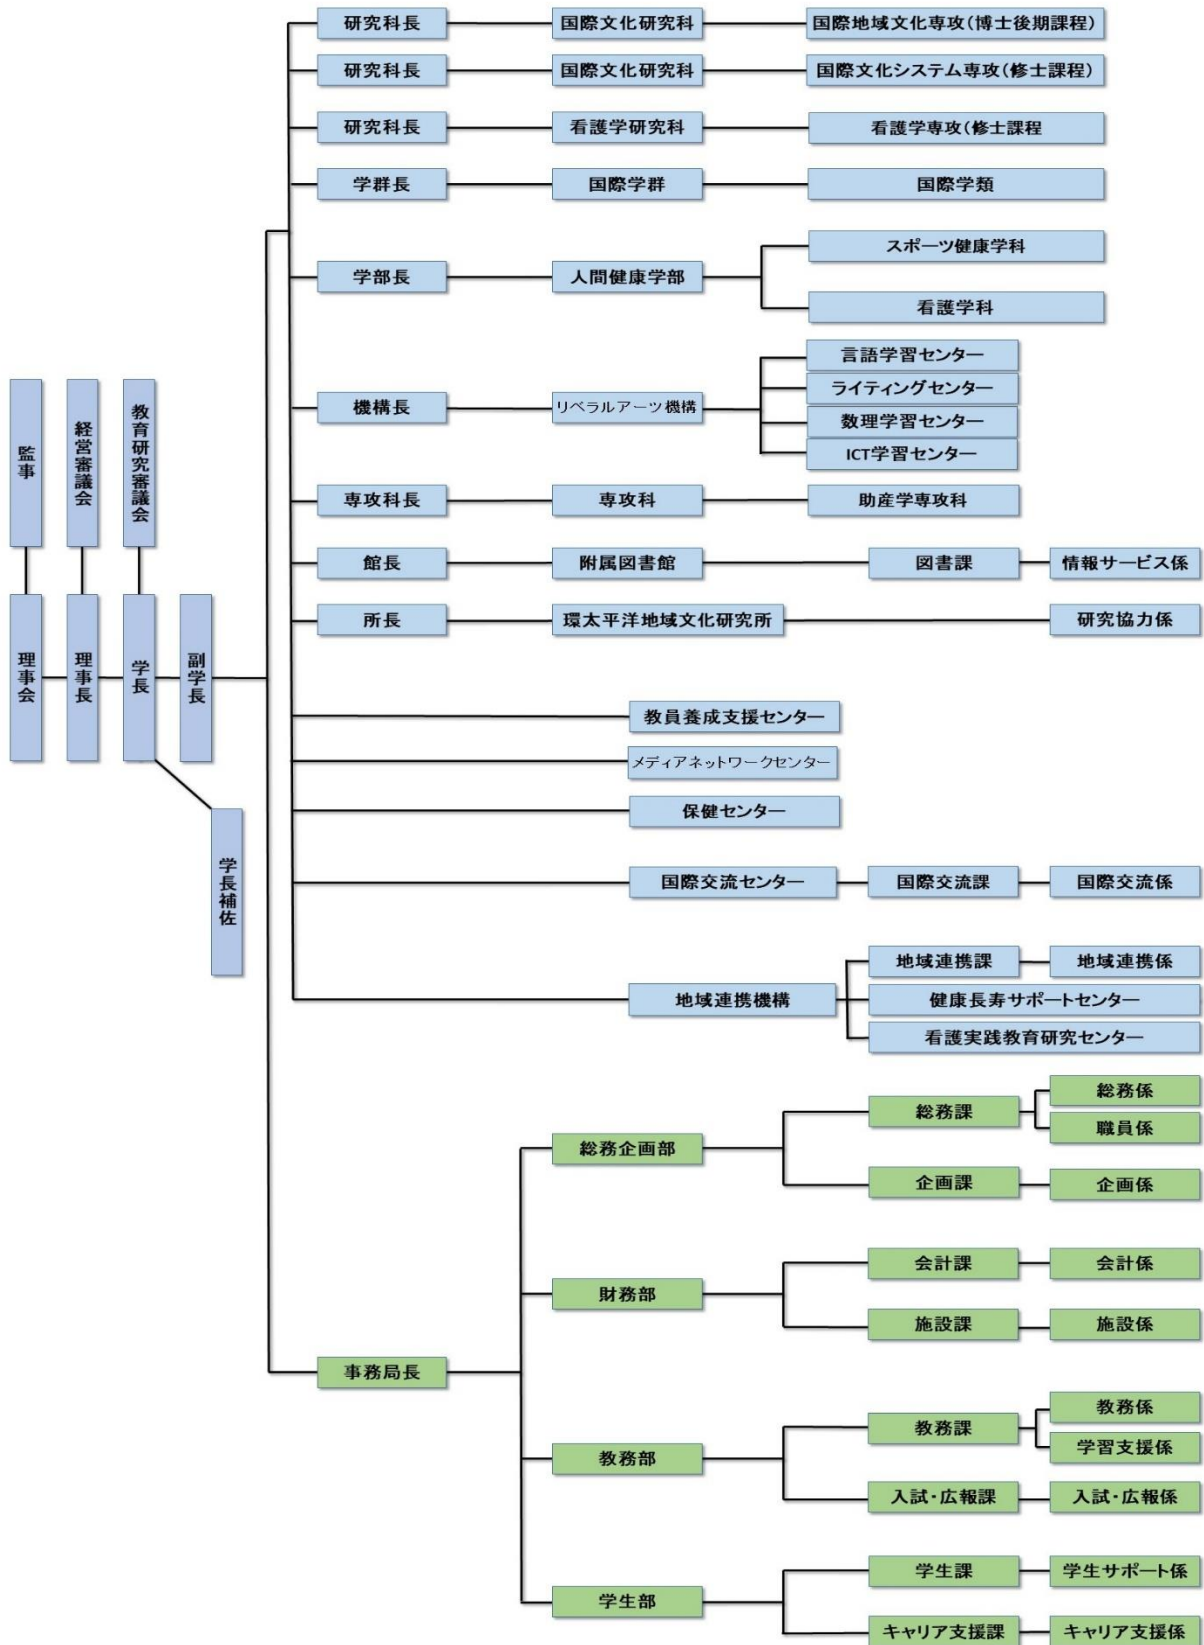 研究科長
国際文化研究科
国際地域文化専攻(博士後期課程)
研究科長
国際文化研究科
国際文化システム専攻(修士課程)
研究科長
看護学研究科
看護学専攻(修士課程
学群長
国際学群
国際学類
学部長
人間健康学部
スポーツ健康学科
看護学科
機構長
リベラルアーツ機構
言語学習センター
ライティングセンター
数理学習センター
ICT学習センター
専攻科長
専攻科
助産学専攻科
館長
附属図書館
図書課
情報サービス係
所長
環太平洋地域文化研究所
研究協力係
監事
経営審議会
教育研究審議会
理事会
理事長
学長
副学長
学長補佐
教員養成支援センター
メディアネットワークセンター
保健センター
国際交流センター
国際交流課
国際交流係
地域連携機構
地域連携課
地域連携係
健康長寿サポートセンター
看護実践教育研究センター
事務局長
総務企画部
総務課
総務係
職員係
企画課
企画係
財務部
会計課
会計係
施設課
施設係
教務部
教務課
教務係
学習支援係
入試・広報課
入試・広報係
学生部
学生課
学生サポート係
キャリア支援課
キャリア支援係